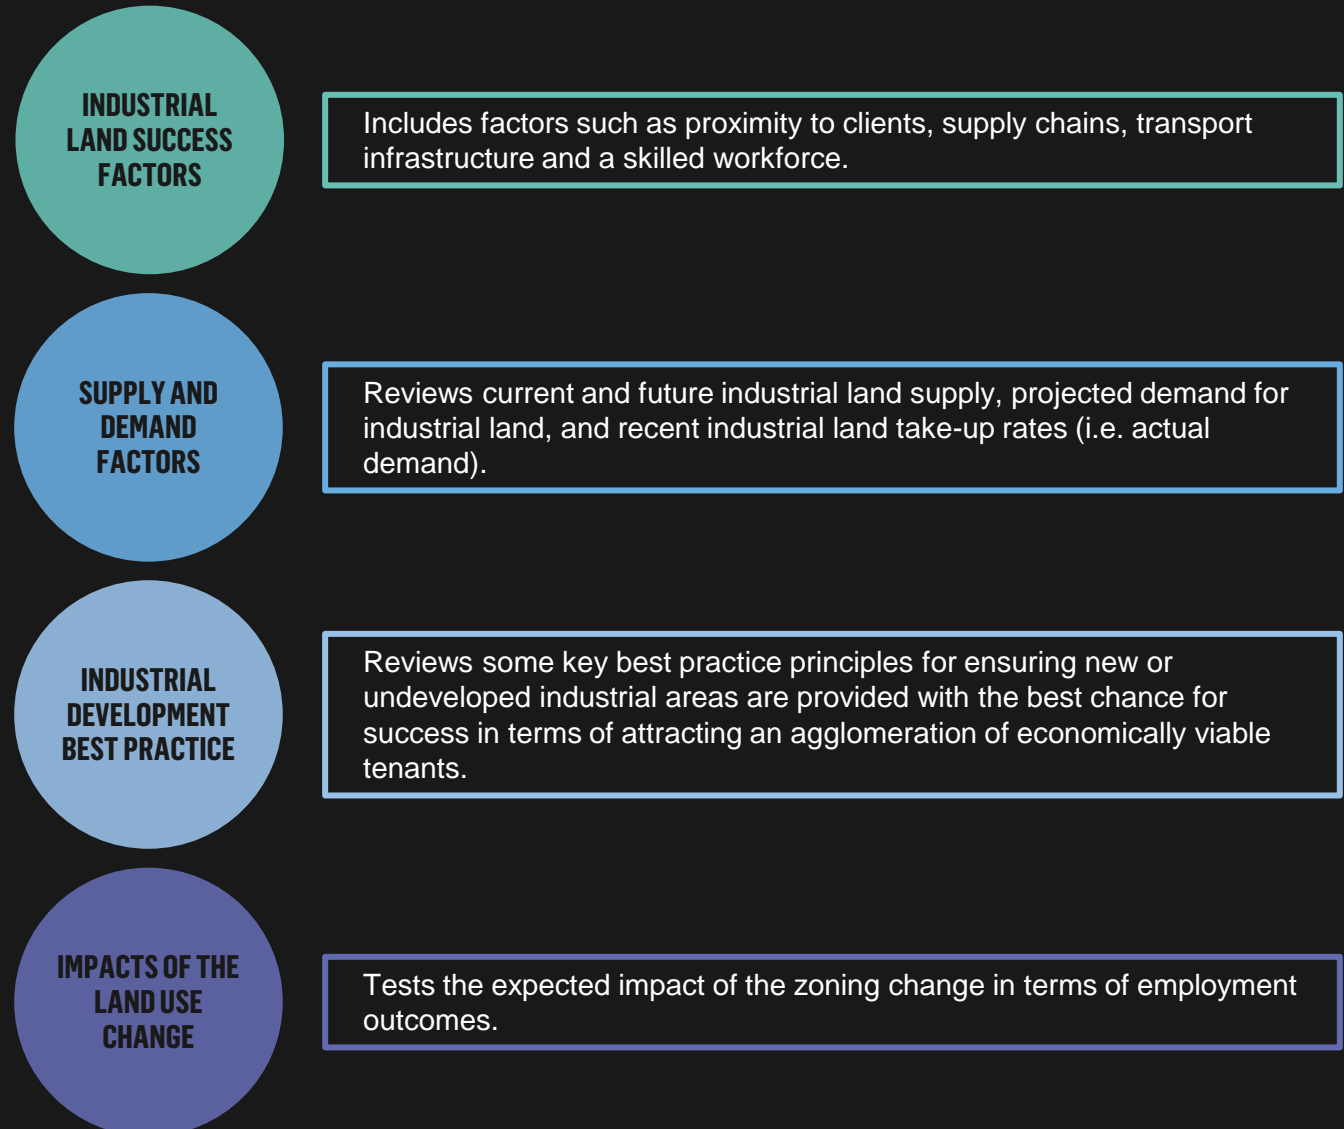 INDUSTRIAL
LAND SUCCESS
FACTORS
Includes factors such as proximity to clients, supply chains, transport
infrastructure and a skilled workforce.
SUPPLY AND
DEMAND
FACTORS
Reviews current and future industrial land supply, projected demand for
industrial land, and recent industrial land take-up rates (i.e. actual
demand).
INDUSTRIAL
DEVELOPMENT
BEST PRACTICE
Reviews some key best practice principles for ensuring new or
undeveloped industrial areas are provided with the best chance for
success in terms of attracting an agglomeration of economically viable
tenants.
IMPACTS OF THE
LAND USE
CHANGE
Tests the expected impact of the zoning change in terms of employment
outcomes.